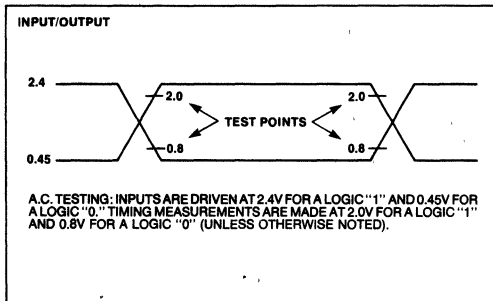 INPUT/OUTPUT
2.4
2.0
2.0
TEST POINTS
0.8
0.8
0.45
A.C. TESTING: INPUTS ARE DRIVEN AT 2.4V FOR A LOGIC "1" AND 0.45V FOR
A LOGIC "0." TIMING MEASUREMENTS ARE MADE AT 2.0V FOR A LOGIC "1"
AND 0.8V FOR A LOGIC "0" (UNLESS OTHERWISE NOTED).